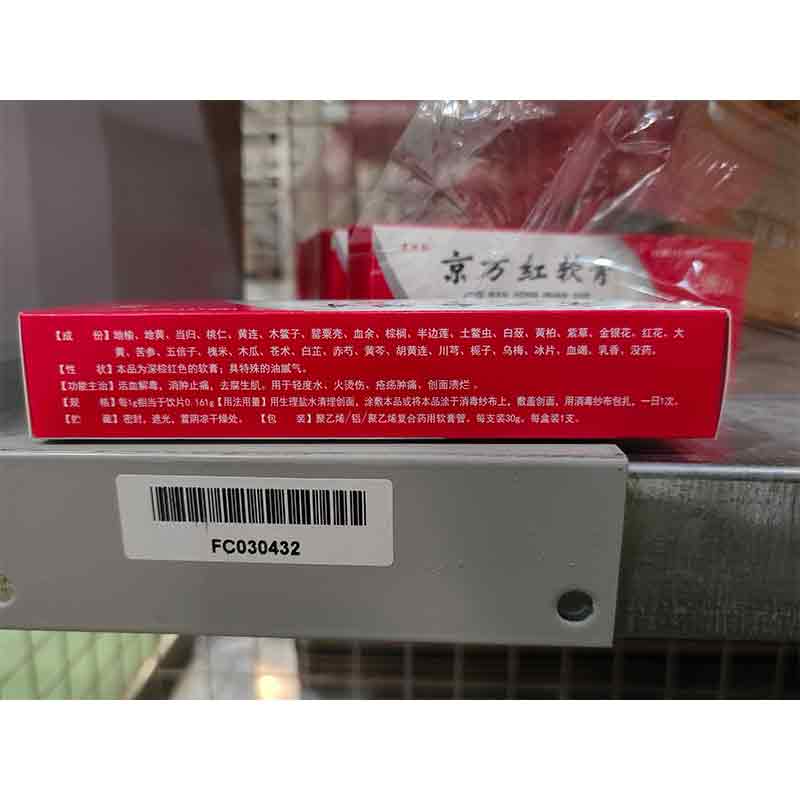 京万红软膏
【成 份】地榆、地黄、当归、桃仁、黄连、木鳖子、罂粟壳、血余、棕榈、半边莲、土鳖虫、白蔹、黄柏、紫草、金银花、红花、大
黄、苦参、五倍子、槐米、木瓜、苍术、白芷、赤芍、黄芩、胡黄连、川芎、栀子、乌梅、冰片、血竭、乳香、没药。
【性 状】本品为深棕红色的软膏；具特殊的油腻气。
【功能主治】活血解毒，消肿止痛，去腐生肌。用于轻度水、火烫伤，疮疡肿痛，创面溃烂。
【规 格】每1g相当于饮片0.161g【用法用量】用生理盐水清理创面，涂敷本品或将本品涂于消毒纱布上，敷盖创面，用消毒纱布包扎，一日1次。
【贮 藏】密封，遮光，置阴凉干燥处。【包 装】聚乙烯/铝/聚乙烯复合药用软膏管。每支装30g。每盒装1支。
FC030432